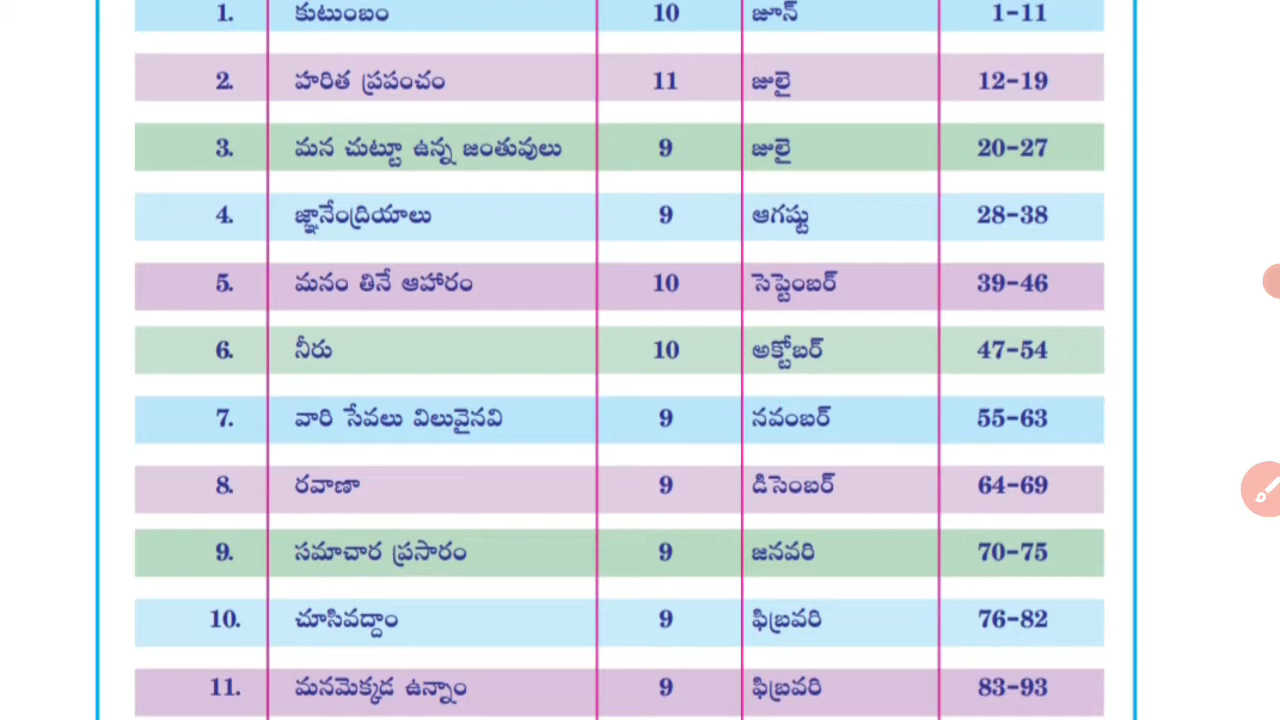 1. కుటుంబం 10 జూన్ 1-11
2. హరిత ప్రపంచం 11 జులై 12-19
3. మన చుట్టూ ఉన్న జంతువులు 9 జులై 20-27
4. జ్ఞానేంద్రియాలు 9 ఆగష్టు 28-38
5. మనం తినే ఆహారం 10 సెప్టెంబర్ 39-46
6. నీరు 10 అక్టోబర్ 47-54
7. వారి సేవలు విలువైనవి 9 నవంబర్ 55-63
8. రవాణా 9 డిసెంబర్ 64-69
9. సమాచార ప్రసారం 9 జనవరి 70-75
10. చూసివద్దాం 9 ఫిబ్రవరి 76-82
11. మనమెక్కడ ఉన్నాం 9 ఫిబ్రవరి 83-93